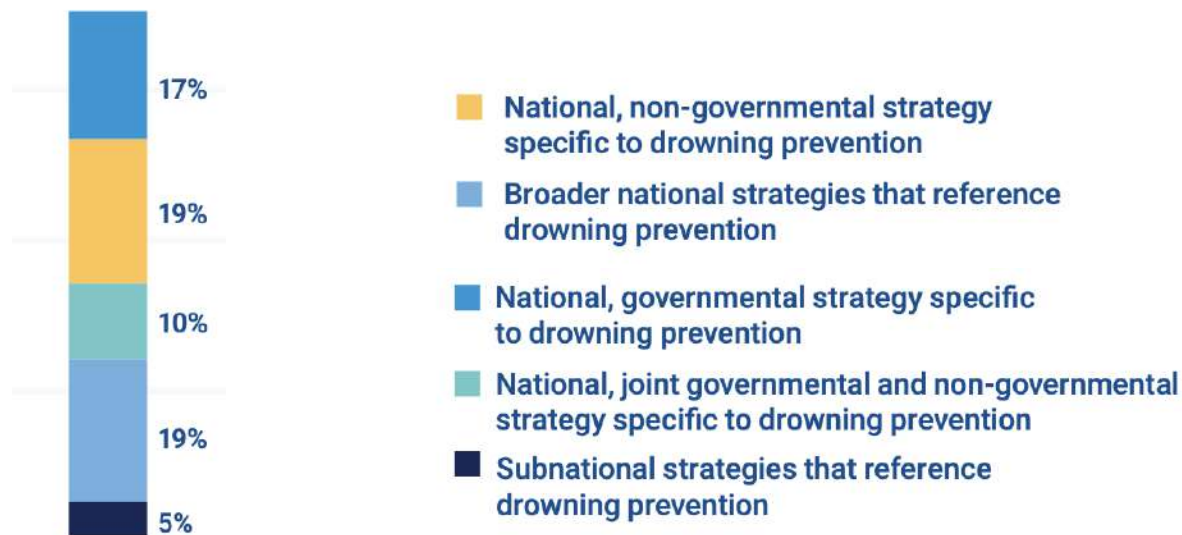 17%
19%
10%
19%
5%
National, non-governmental strategy
specific to drowning prevention
Broader national strategies that reference
drowning prevention
National, governmental strategy specific
to drowning prevention
National, joint governmental and non-governmental
strategy specific to drowning prevention
Subnational strategies that reference
drowning prevention